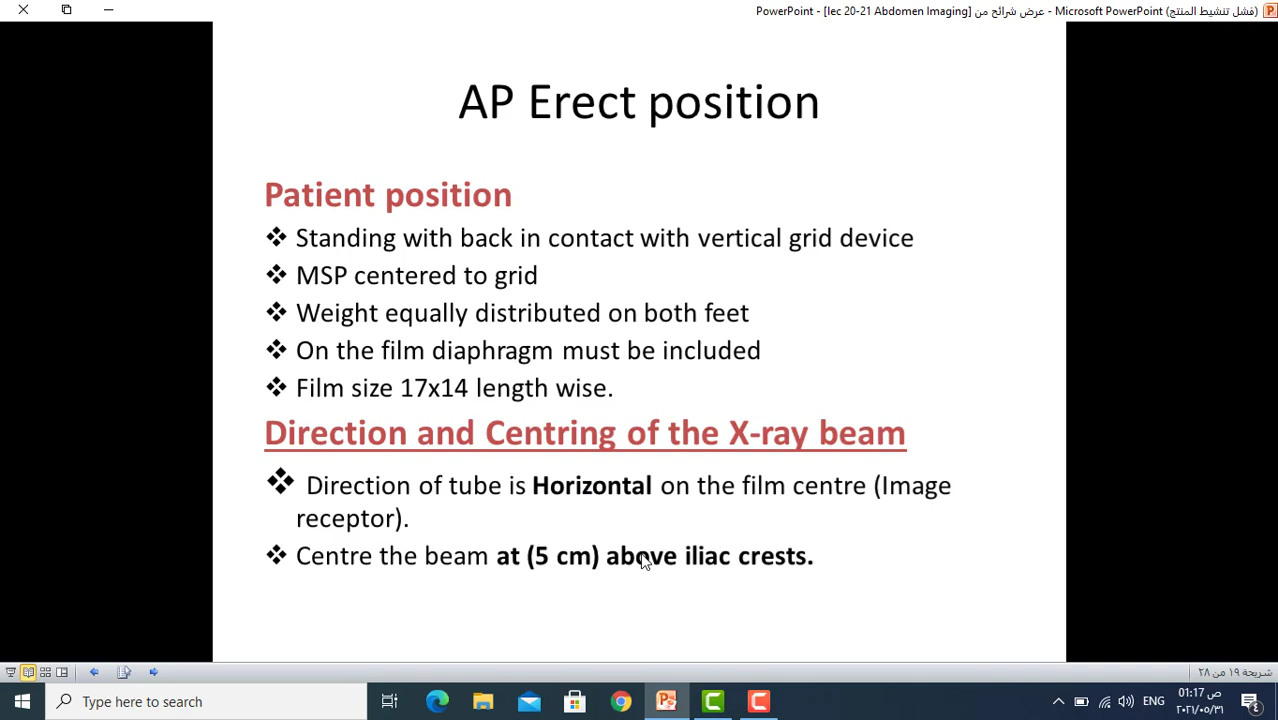 PowerPoint - [lec 20-21 Abdomen Imaging] عرض شرائح من - Microsoft PowerPoint (فشل تنشيط المنتج)
AP Erect position
Patient position
❖ Standing with back in contact with vertical grid device
❖ MSP centered to grid
❖ Weight equally distributed on both feet
❖ On the film diaphragm must be included
❖ Film size 17x14 length wise.
Direction and Centring of the X-ray beam
❖ Direction of tube is Horizontal on the film centre (Image
receptor).
❖ Centre the beam at (5 cm) above iliac crests.
شريحة ١٩ من ٢٨
Type here to search
ENG
01:17 ص
٢٠٢١/٠٥/٣١